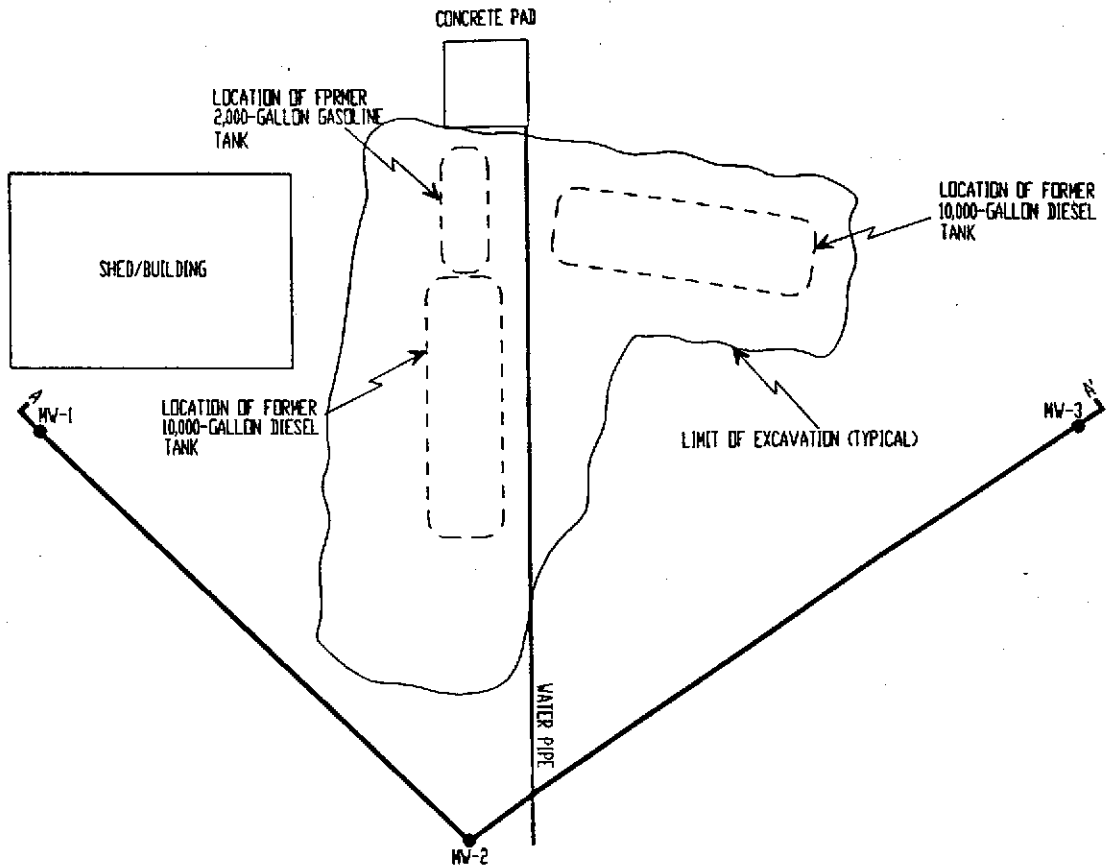 CONCRETE PAD
LOCATION OF FPRMER
2,000-GALLON GASOLINE
TANK
LOCATION OF FORMER
10,000-GALLON DIESEL
TANK
SHED/BUILDING
A
MW-1
LOCATION OF FORMER
10,000-GALLON DIESEL
TANK
LIMIT OF EXCAVATION (TYPICAL)
A'
MW-3
WATER PIPE
MW-2